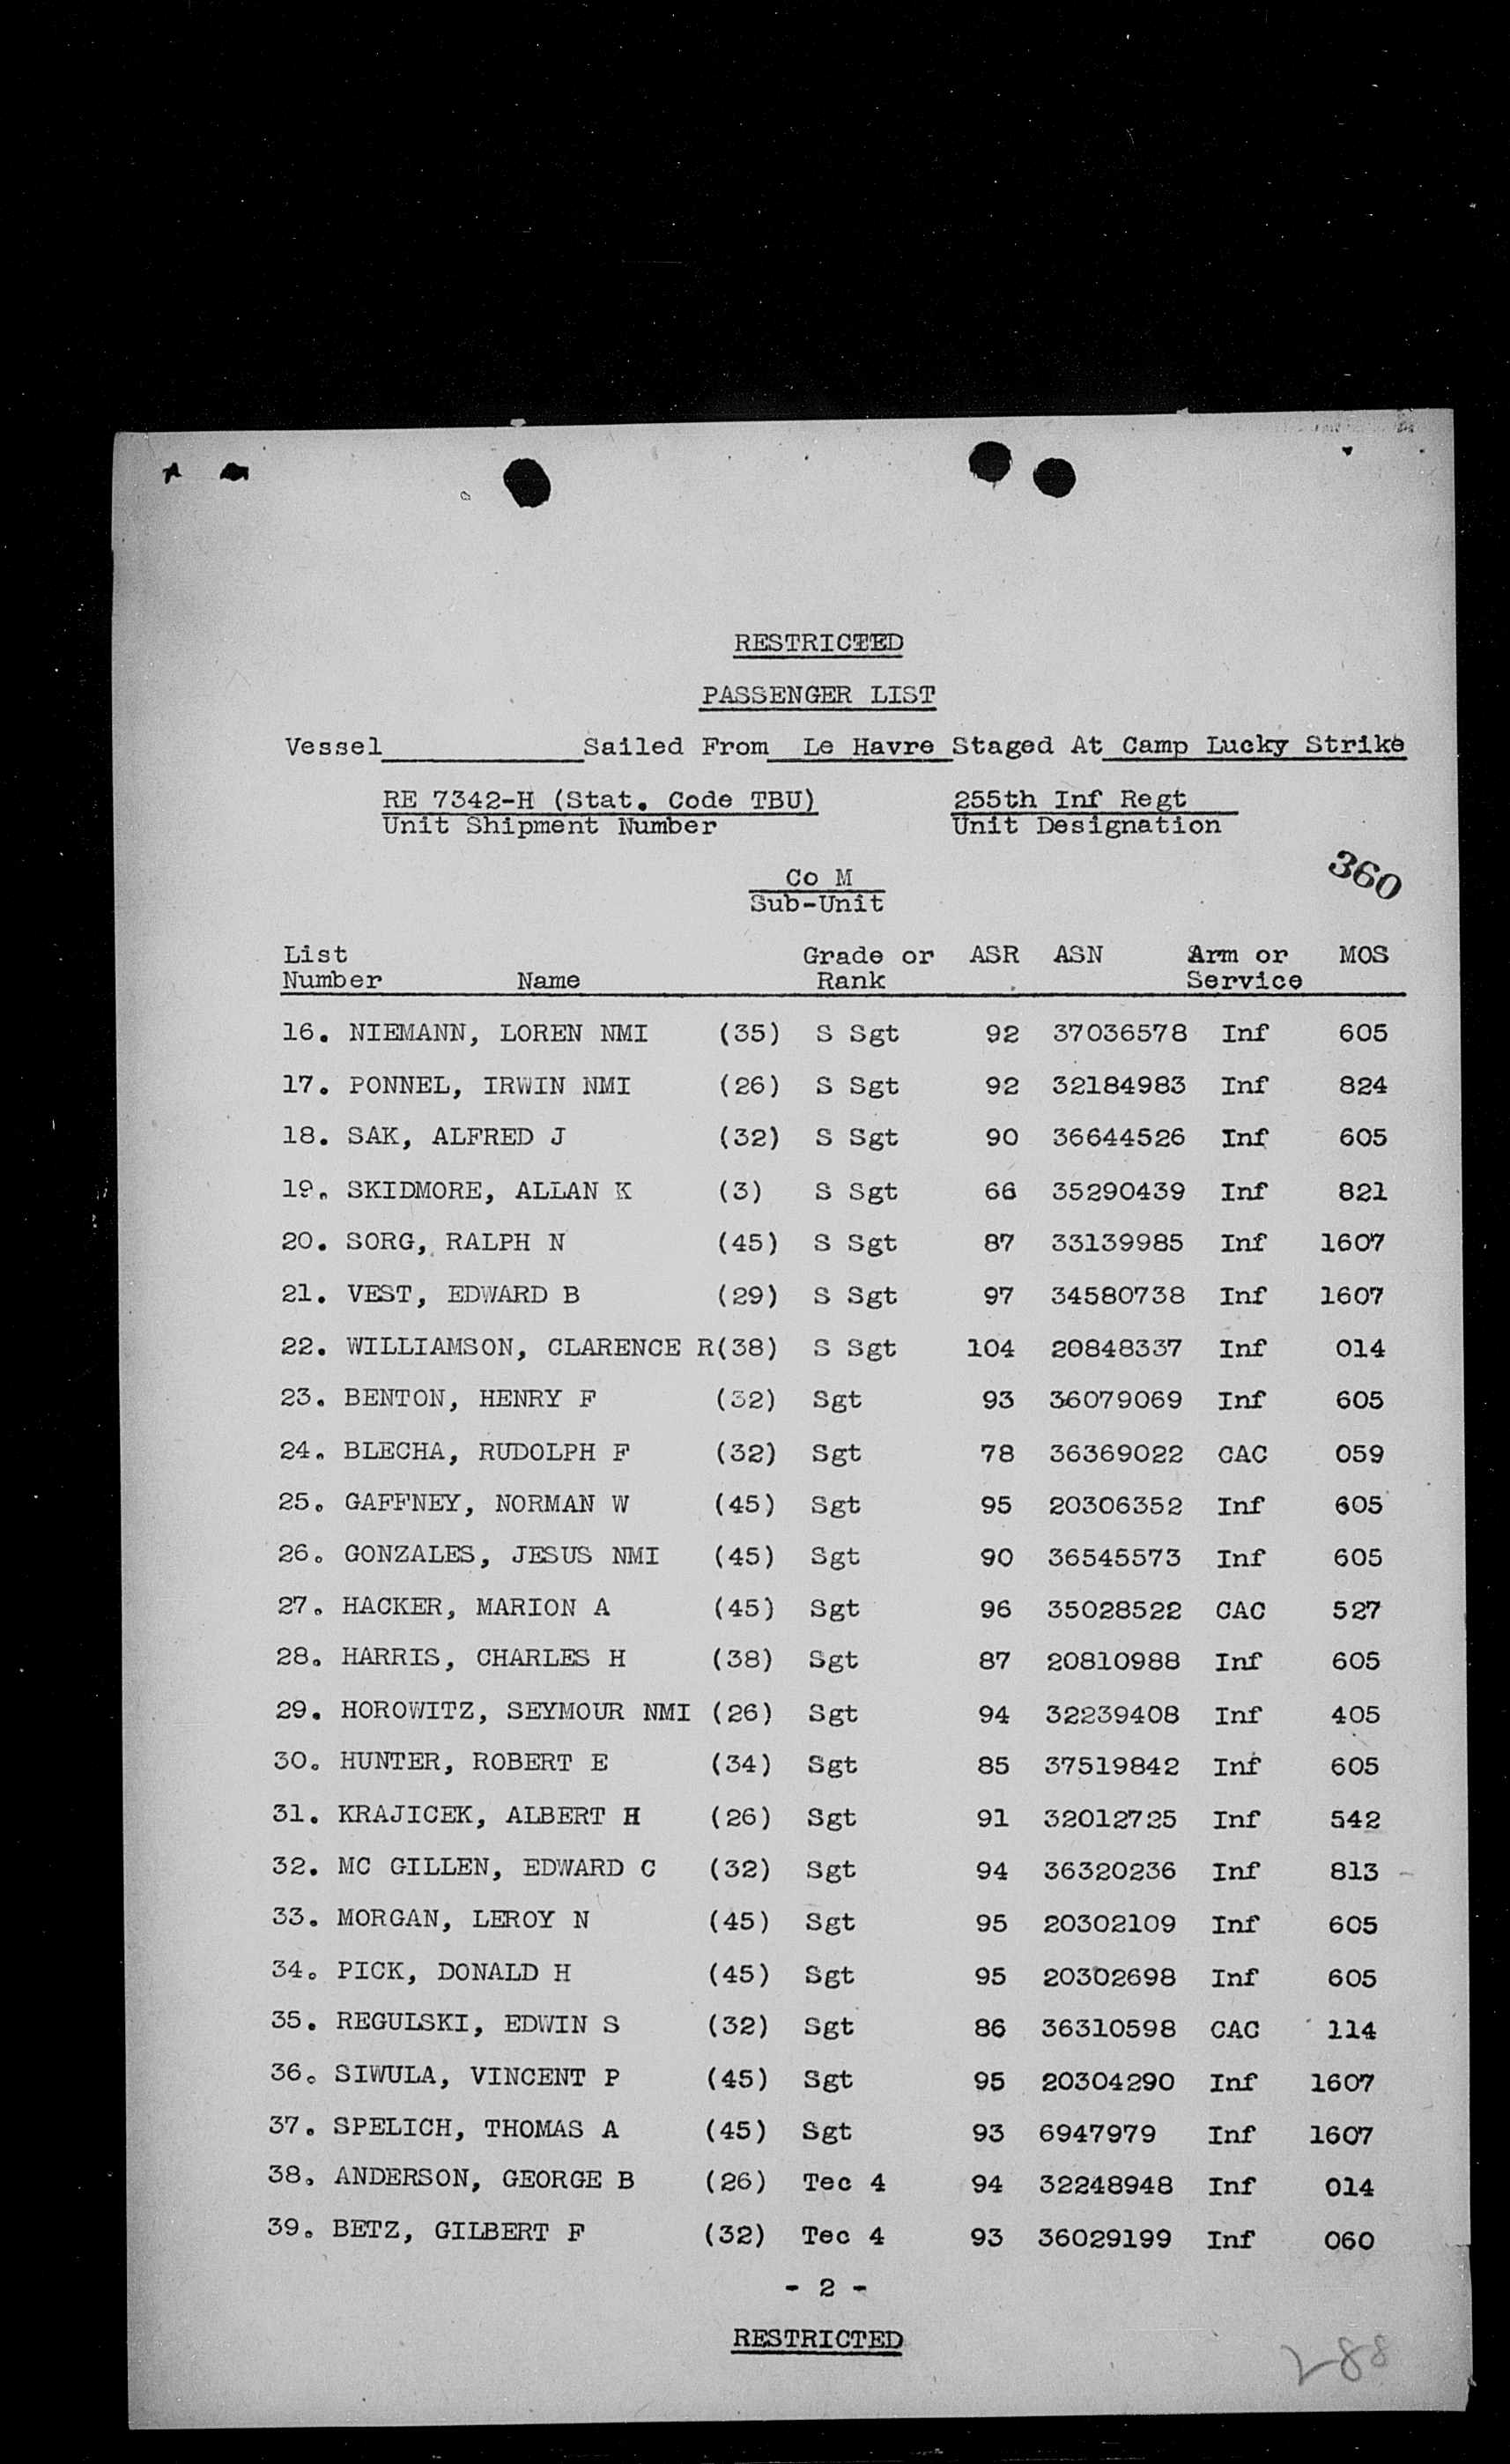 RESTRICTED
PASSENGER LIST
Vessel____________Sailed From__Le Havre_Staged At_Camp Lucky Strike
RE 7342-H (Stat. Code TBU) 255th Inf Regt
Unit Shipment Number Unit Designation
360
Co M
Sub-Unit
List Grade or ASR ASN Arm or MOS
Number Name Rank Service
16. NIEMANN, LOREN NMI (35) S Sgt 92 37036578 Inf 605
17. PONNEL, IRWIN NMI (26) S Sgt 92 32184983 Inf 824
18. SAK, ALFRED J (32) S Sgt 90 36644526 Inf 605
19. SKIDMORE, ALLAN K (3) S Sgt 66 35290439 Inf 821
20. SORG, RALPH N (45) S Sgt 87 33139985 Inf 1607
21. VEST, EDWARD B (29) S Sgt 97 34580738 Inf 1607
22. WILLIAMSON, CLARENCE R(38) S Sgt 104 20848337 Inf 014
23. BENTON, HENRY F (32) Sgt 93 36079069 Inf 605
24. BLECHA, RUDOLPH F (32) Sgt 78 36369022 CAC 059
25. GAFFNEY, NORMAN W (45) Sgt 95 20306352 Inf 605
26. GONZALES, JESUS NMI (45) Sgt 90 36545573 Inf 605
27. HACKER, MARION A (45) Sgt 96 35028522 CAC 527
28. HARRIS, CHARLES H (38) Sgt 87 20810988 Inf 605
29. HOROWITZ, SEYMOUR NMI (26) Sgt 94 32239408 Inf 405
30. HUNTER, ROBERT E (34) Sgt 85 37519842 Inf 605
31. KRAJICEK, ALBERT H (26) Sgt 91 32012725 Inf 542
32. MC GILLEN, EDWARD C (32) Sgt 94 36320236 Inf 813
33. MORGAN, LEROY N (45) Sgt 95 20302109 Inf 605
34. PICK, DONALD H (45) Sgt 95 20302698 Inf 605
35. REGULSKI, EDWIN S (32) Sgt 86 36310598 CAC 114
36. SIWULA, VINCENT P (45) Sgt 95 20304290 Inf 1607
37. SPELICH, THOMAS A (45) Sgt 93 6947979 Inf 1607
38. ANDERSON, GEORGE B (26) Tec 4 94 32248948 Inf 014
39. BETZ, GILBERT F (32) Tec 4 93 36029199 Inf 060
- 2 -
RESTRICTED
288